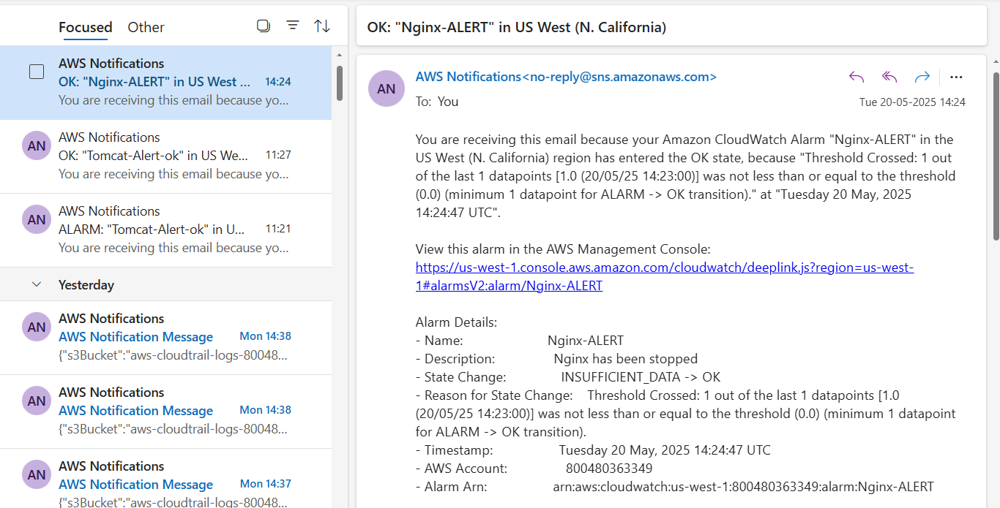 Focused Other
AN
AWS Notifications
OK: "Nginx-ALERT" in US West ... 14:24
You are receiving this email because yo...
AN
AWS Notifications
OK: "Tomcat-Alert-ok" in US We... 11:27
You are receiving this email because yo...
AN
AWS Notifications
ALARM: "Tomcat-Alert-ok" in U... 11:21
You are receiving this email because yo...
Yesterday
AN
AWS Notifications
AWS Notification Message Mon 14:38
{"s3Bucket":"aws-cloudtrail-logs-80048...
AN
AWS Notifications
AWS Notification Message Mon 14:38
{"s3Bucket":"aws-cloudtrail-logs-80048...
AN
AWS Notifications
AWS Notification Message Mon 14:37
{"s3Bucket":"aws-cloudtrail-logs-80048...
OK: "Nginx-ALERT" in US West (N. California)
AWS Notifications<no-reply@sns.amazonaws.com>
To: You
Tue 20-05-2025 14:24
You are receiving this email because your Amazon CloudWatch Alarm "Nginx-ALERT" in the
US West (N. California) region has entered the OK state, because "Threshold Crossed: 1 out
of the last 1 datapoints [1.0 (20/05/25 14:23:00)] was not less than or equal to the threshold
(0.0) (minimum 1 datapoint for ALARM -> OK transition)." at "Tuesday 20 May, 2025
14:24:47 UTC".
View this alarm in the AWS Management Console:
https://us-west-1.console.aws.amazon.com/cloudwatch/deeplink.js?region=us-west-
1#alarmsV2:alarm/Nginx-ALERT
Alarm Details:
- Name: Nginx-ALERT
- Description: Nginx has been stopped
- State Change: INSUFFICIENT_DATA -> OK
- Reason for State Change: Threshold Crossed: 1 out of the last 1 datapoints [1.0
(20/05/25 14:23:00)] was not less than or equal to the threshold (0.0) (minimum 1 datapoint
for ALARM -> OK transition).
- Timestamp: Tuesday 20 May, 2025 14:24:47 UTC
- AWS Account: 800480363349
- Alarm Arn: arn:aws:cloudwatch:us-west-1:800480363349:alarm:Nginx-ALERT